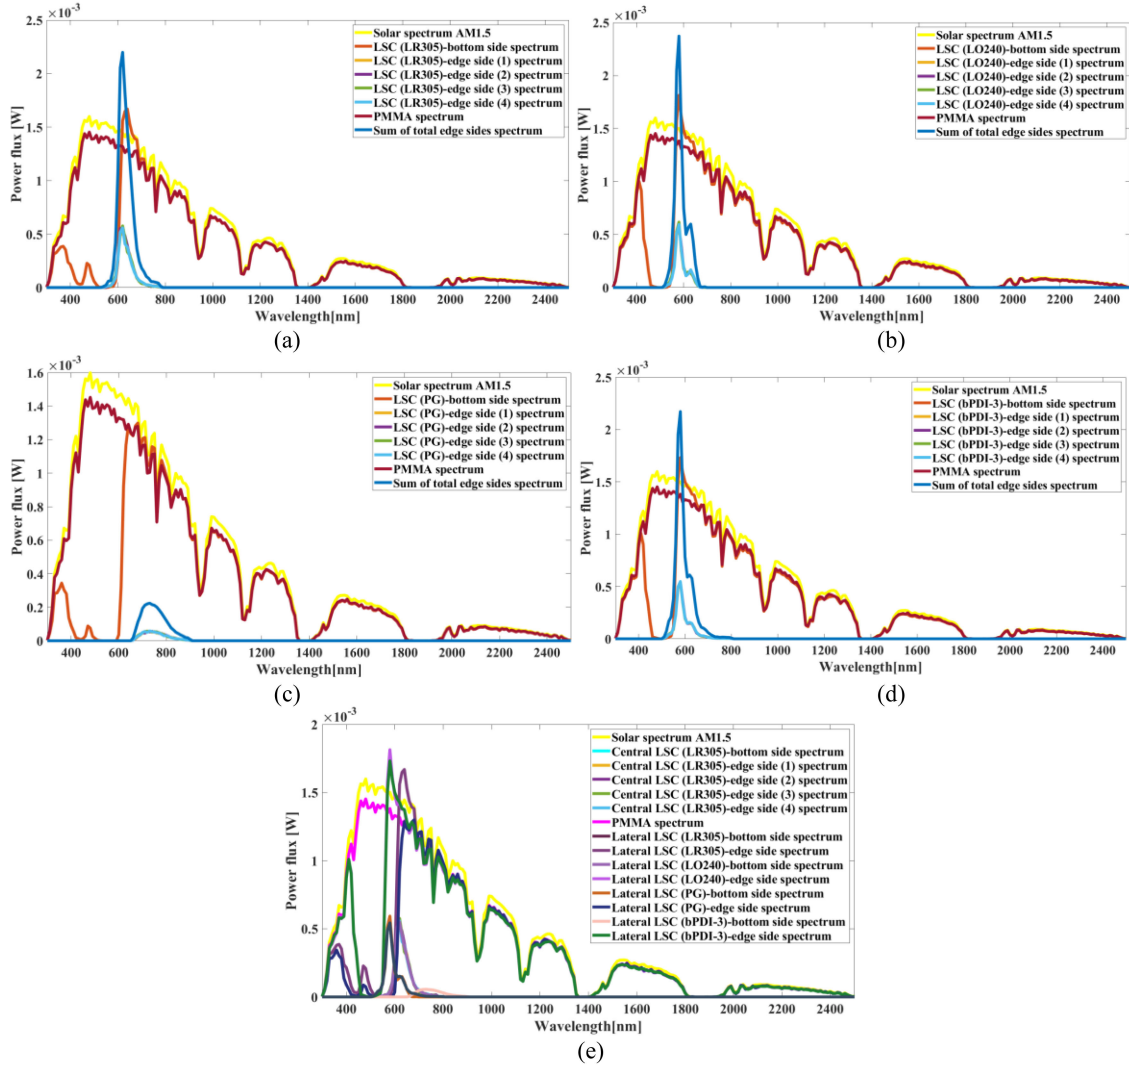 ×10-3
2.5
2
1.5
1
0.5
0
Power flux [W]
Solar spectrum AM1.5
LSC (LR305)-bottom side spectrum
LSC (LR305)-edge side (1) spectrum
LSC (LR305)-edge side (2) spectrum
LSC (LR305)-edge side (3) spectrum
LSC (LR305)-edge side (4) spectrum
PMMA spectrum
Sum of total edge sides spectrum
400 600 800 1000 1200 1400 1600 1800 2000 2200 2400
Wavelength[nm]
(a)
×10-3
2.5
2
1.5
1
0.5
0
Power flux [W]
Solar spectrum AM1.5
LSC (LO240)-bottom side spectrum
LSC (LO240)-edge side (1) spectrum
LSC (LO240)-edge side (2) spectrum
LSC (LO240)-edge side (3) spectrum
LSC (LO240)-edge side (4) spectrum
PMMA spectrum
Sum of total edge sides spectrum
400 600 800 1000 1200 1400 1600 1800 2000 2200 2400
Wavelength[nm]
(b)
×10-3
1.6
1.4
1.2
1
0.8
0.6
0.4
0.2
0
Power flux [W]
Solar spectrum AM1.5
LSC (PG)-bottom side spectrum
LSC (PG)-edge side (1) spectrum
LSC (PG)-edge side (2) spectrum
LSC (PG)-edge side (3) spectrum
LSC (PG)-edge side (4) spectrum
PMMA spectrum
Sum of total edge sides spectrum
400 600 800 1000 1200 1400 1600 1800 2000 2200 2400
Wavelength[nm]
(c)
×10-3
2.5
2
1.5
1
0.5
0
Power flux [W]
Solar spectrum AM1.5
LSC (bPDI-3)-bottom side spectrum
LSC (bPDI-3)-edge side (1) spectrum
LSC (bPDI-3)-edge side (2) spectrum
LSC (bPDI-3)-edge side (3) spectrum
LSC (bPDI-3)-edge side (4) spectrum
PMMA spectrum
Sum of total edge sides spectrum
400 600 800 1000 1200 1400 1600 1800 2000 2200 2400
Wavelength[nm]
(d)
×10-3
2
1.5
1
0.5
0
Power flux [W]
Solar spectrum AM1.5
Central LSC (LR305)-bottom side spectrum
Central LSC (LR305)-edge side (1) spectrum
Central LSC (LR305)-edge side (2) spectrum
Central LSC (LR305)-edge side (3) spectrum
Central LSC (LR305)-edge side (4) spectrum
PMMA spectrum
Lateral LSC (LR305)-bottom side spectrum
Lateral LSC (LR305)-edge side spectrum
Lateral LSC (LO240)-bottom side spectrum
Lateral LSC (LO240)-edge side spectrum
Lateral LSC (PG)-bottom side spectrum
Lateral LSC (PG)-edge side spectrum
Lateral LSC (bPDI-3)-bottom side spectrum
Lateral LSC (bPDI-3)-edge side spectrum
400 600 800 1000 1200 1400 1600 1800 2000 2200 2400
Wavelength[nm]
(e)